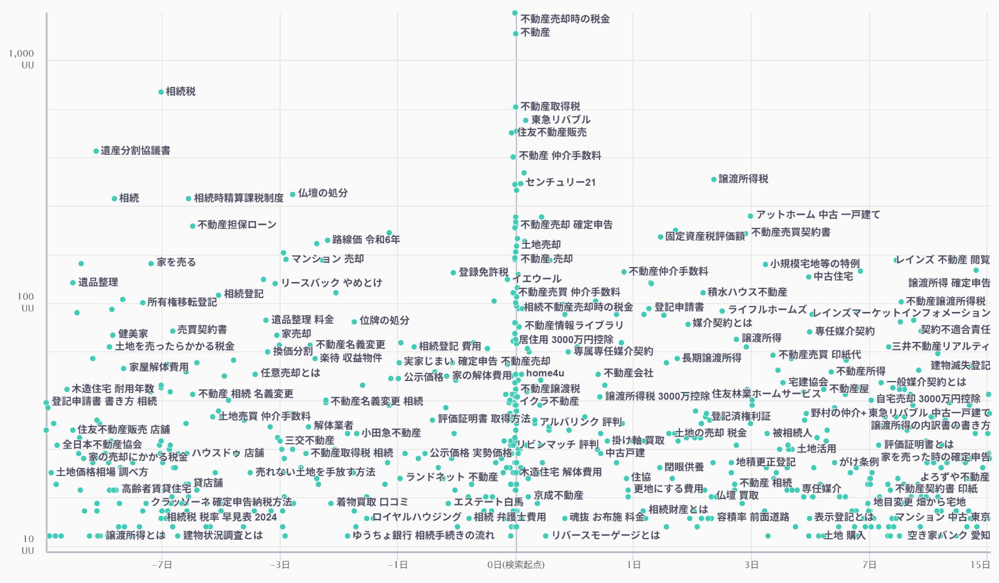 不動産売却時の税金
不動産
1,000
UU
相続税
不動産取得税
東急リバブル
住友不動産販売
遺産分割協議書
不動産 仲介手数料
譲渡所得税
センチュリー21
仏壇の処分
相続
相続時精算課税制度
アットホーム 中古 一戸建て
不動産担保ローン
不動産売却 確定申告
不動産売買契約書
固定資産税評価額
路線価 令和6年
土地売却
マンション 売却
不動産 売却
レインズ 不動産 閲覧
家を売る
小規模宅地等の特例
登録免許税
不動産仲介手数料
中古住宅
イエウール
遺品整理
リースバック やめとけ
譲渡所得 確定申告
相続登記
不動産売買 仲介手数料
積水ハウス不動産
100
UU
所有権移転登記
不動産譲渡所得税
相続不動産売却時の税金
登記申請書
ライフルホームズ
レインズマーケットインフォメーション
遺品整理 料金
位牌の処分
媒介契約とは
不動産情報ライブラリ
売買契約書
契約不適合責任
専任媒介契約
健美家
家売却
譲渡所得
居住用 3000万円控除
土地を売ったらかかる税金
不動産名義変更
相続登記 費用
三井不動産リアルティ
換価分割
専属専任媒介契約
不動産売買 印紙代
楽待 収益物件
長期譲渡所得
実家じまい 確定申告 不動産売却
家屋解体費用
建物滅失登記
任意売却とは
home4u
不動産会社
不動産所得
公示価格
家の解体費用
宅建協会
一般媒介契約とは
木造住宅 耐用年数
不動産譲渡税
不動産屋
不動産 相続 名義変更
譲渡所得税 3000万控除
住友林業ホームサービス
自宅売却 3000万円控除
登記申請書 書き方 相続
不動産名義変更 相続
イクラ不動産
野村の仲介+
東急リバブル 中古一戸建て
土地売買 仲介手数料
評価証明書 取得方法
登記済権利証
アルバリンク 評判
解体業者
譲渡所得の内訳書の書き方
住友不動産販売 店舗
小田急不動産
土地の売却 税金
被相続人
三交不動産
掛け軸 買取
全日本不動産協会
リビンマッチ 評判
評価証明書とは
土地活用
ハウスドゥ 店舗
不動産取得税 相続
公示価格 実勢価格
中古戸建
家の売却にかかる税金
家を売った時の確定申告
地積更正登記
がけ条例
閉眼供養
土地価格相場 調べ方
売れない土地を手放す方法
木造住宅 解体費用
ランドネット 不動産
住協
よろずや不動産
貸店舗
不動産 相続
高齢者賃貸住宅
更地にする費用
専任媒介
不動産契約書 印紙
京成不動産
仏壇 買取
クラッソーネ
確定申告納税方法
着物買取 口コミ
エステート白馬
地目変更 畑から宅地
相続財産とは
相続税 税率 早見表 2024
ロイヤルハウジング
相続 弁護士費用
魂抜 お布施 料金
容積率 前面道路
表示登記とは
マンション 中古 東京
譲渡所得とは
建物状況調査とは
ゆうちょ銀行 相続手続きの流れ
リバースモーゲージとは
土地 購入
空き家バンク 愛知
10
UU
-7日
-3日
-1日
0日(検索起点)
1日
3日
7日
15日